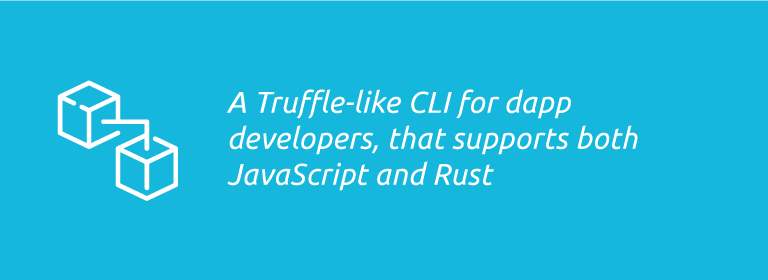 A Truffle-like CLI for dapp
developers, that supports both
JavaScript and Rust